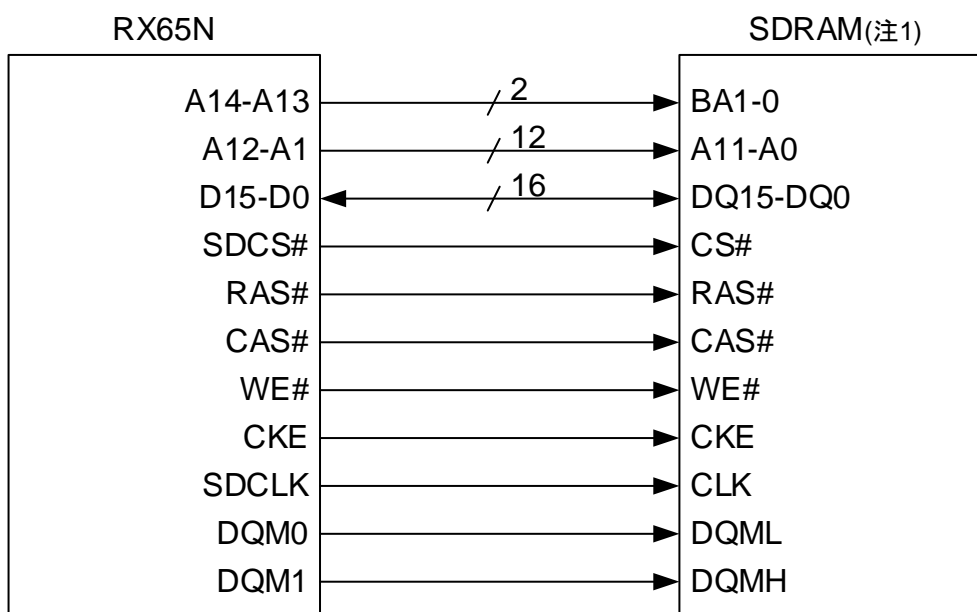 RX65N SDRAM(注1)
A14-A13 2 BA1-0
A12-A1 12 A11-A0
D15-D0 16 DQ15-DQ0
SDCS# CS#
RAS# RAS#
CAS# CAS#
WE# WE#
CKE CKE
SDCLK CLK
DQM0 DQML
DQM1 DQMH